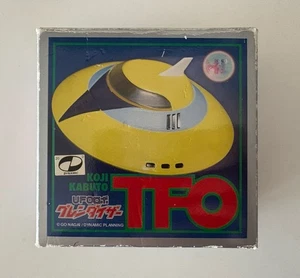 KOJI
KABUTO
TFO
UFOロボ
グレンダイザー
© GO NAGAI / DYNAMIC PLANNING